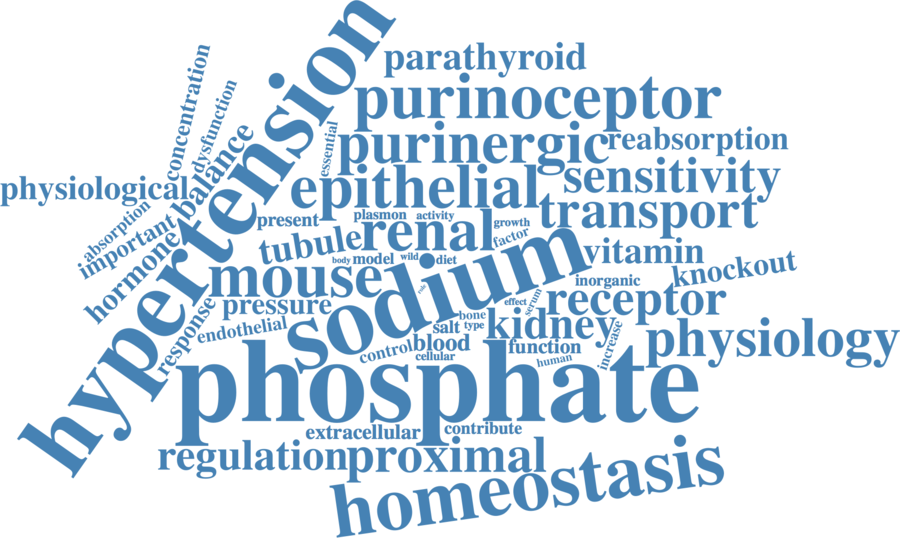 hypertension
concentration
dysfunction
balance
physiological
absorption
important
hormone
response
essential
parathyroid
purinoceptor
purinergic
reabsorption
epithelial
sensitivity
transport
present
plasmon
activity
growth
factor
tubule
renal
body
model
wild
diet
vitamin
mouse
sodium
role
inorganic
knockout
pressure
effect
serum
receptor
endothelial
salt
bone
type
kidney
increase
physiology
control
blood
cellular
function
human
phosphate
extracellular
contribute
regulation
proximal
homeostasis